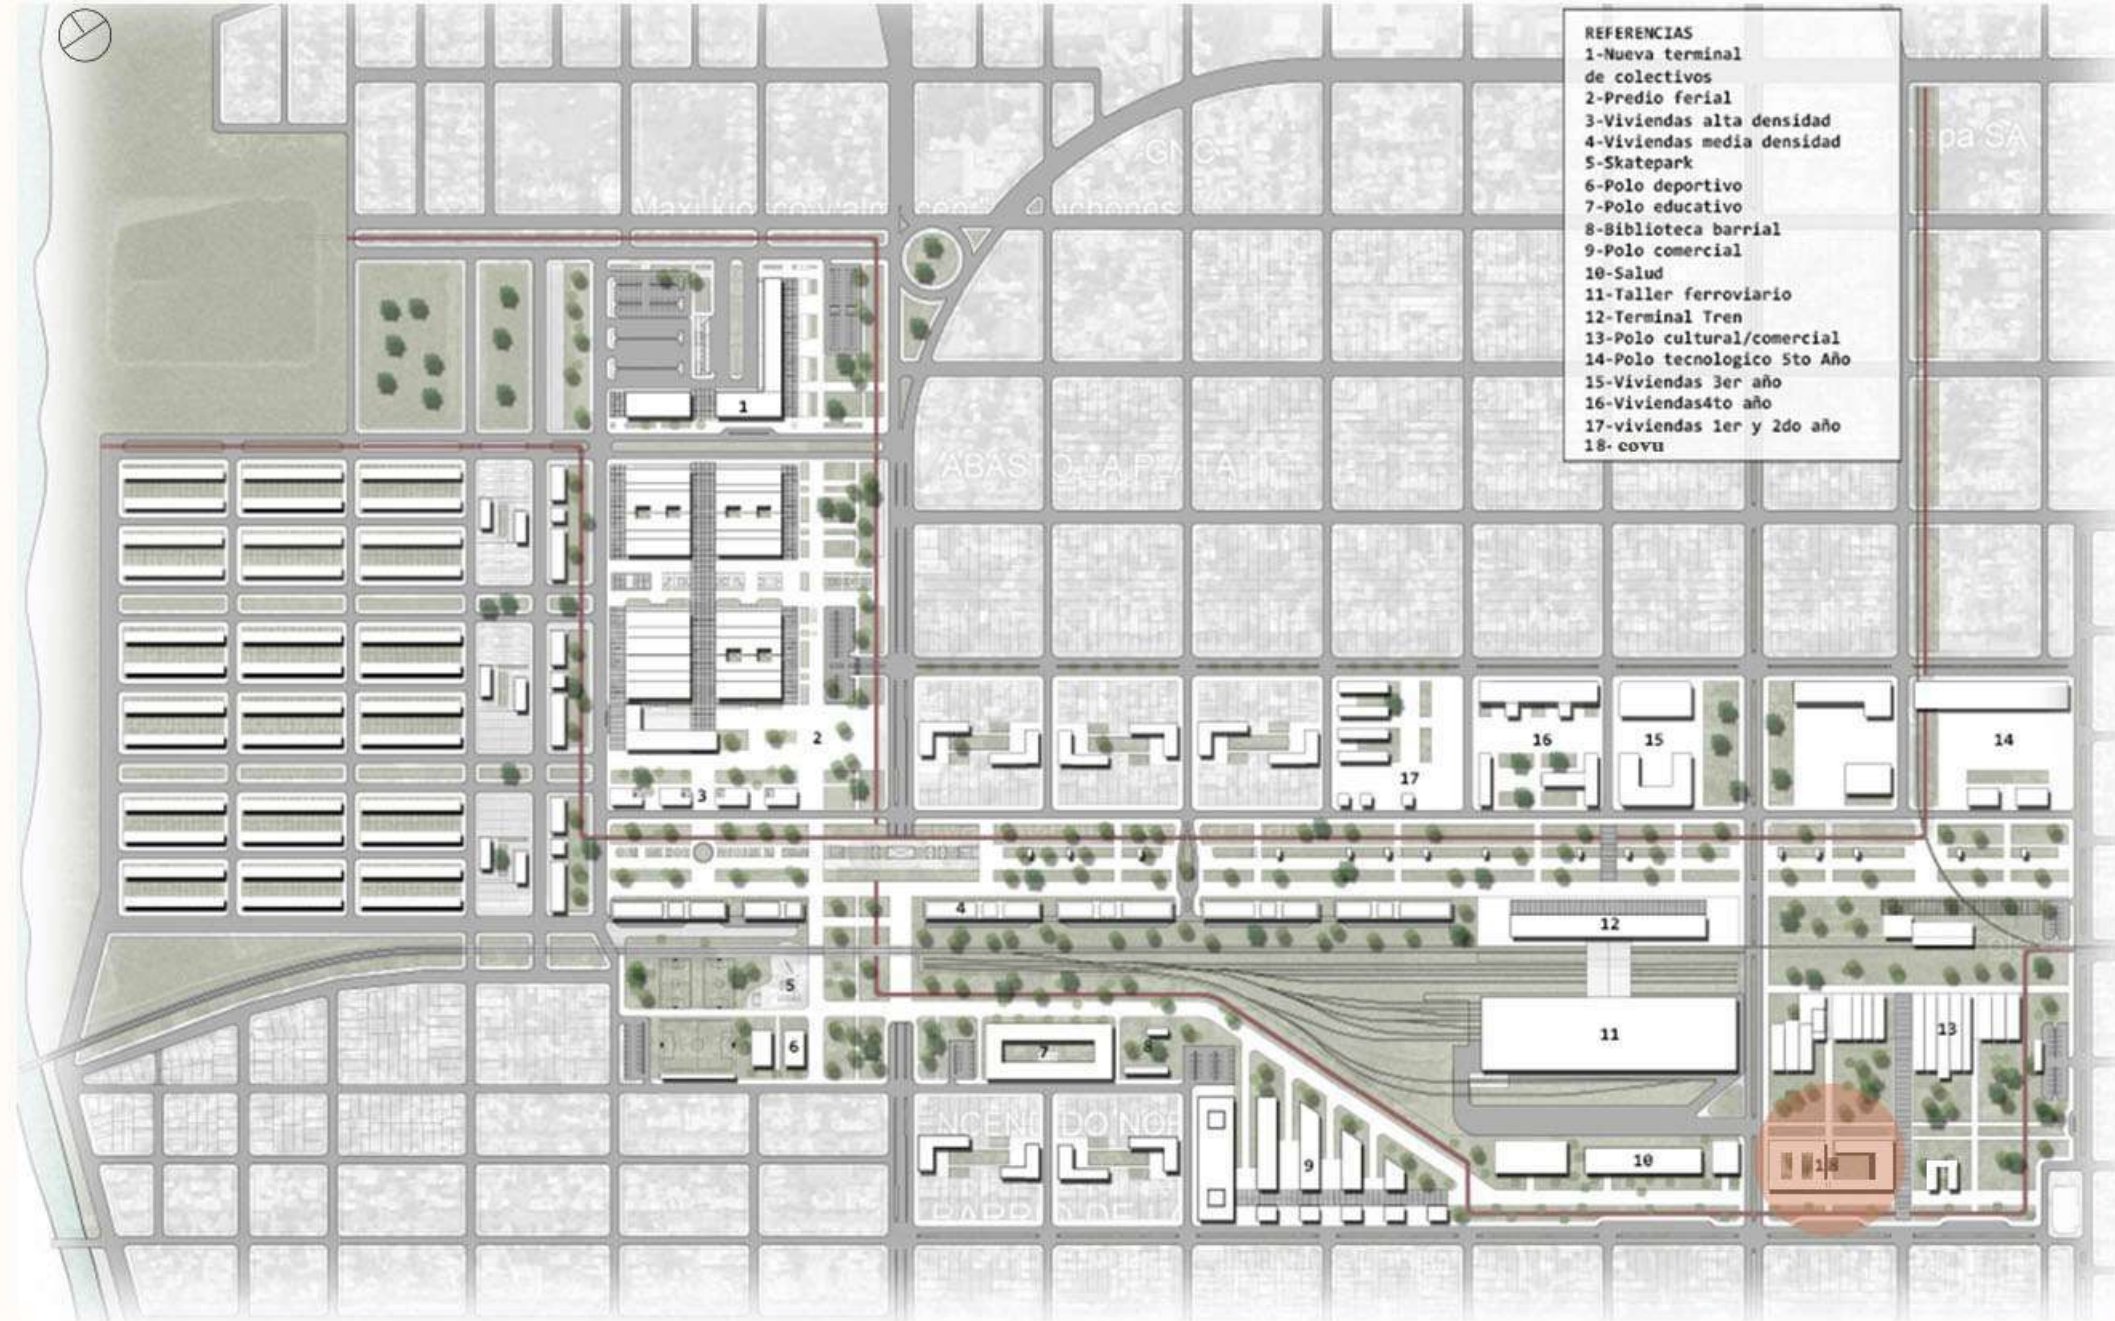 REFERENCIAS
1-Nueva terminal
de colectivos
2-Predio ferial
3-Viviendas alta densidad
4-Viviendas media densidad
5-Skatepark
6-Polo deportivo
7-Polo educativo
8-Biblioteca barrial
9-Polo comercial
10-Salud
11-Taller ferroviario
12-Terminal Tren
13-Polo cultural/comercial
14-Polo tecnologico 5to Año
15-Viviendas 3er año
16-Viviendas4to año
17-viviendas 1er y 2do año
18- covu
GNC
SA
1
2
3
16
15
14
17
4
12
5
11
13
6
7
8
9
10
18